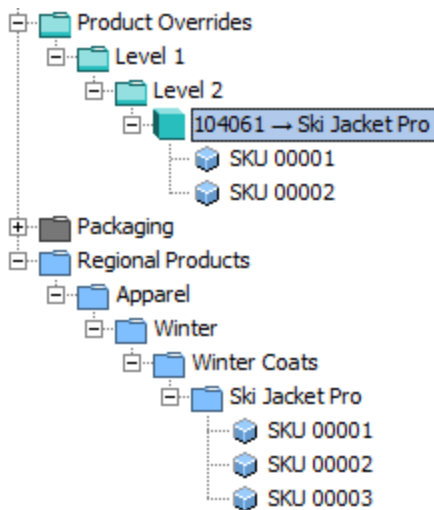 Product Overrides
Level 1
Level 2
104061 → Ski Jacket Pro
SKU 00001
SKU 00002
Packaging
Regional Products
Apparel
Winter
Winter Coats
Ski Jacket Pro
SKU 00001
SKU 00002
SKU 00003